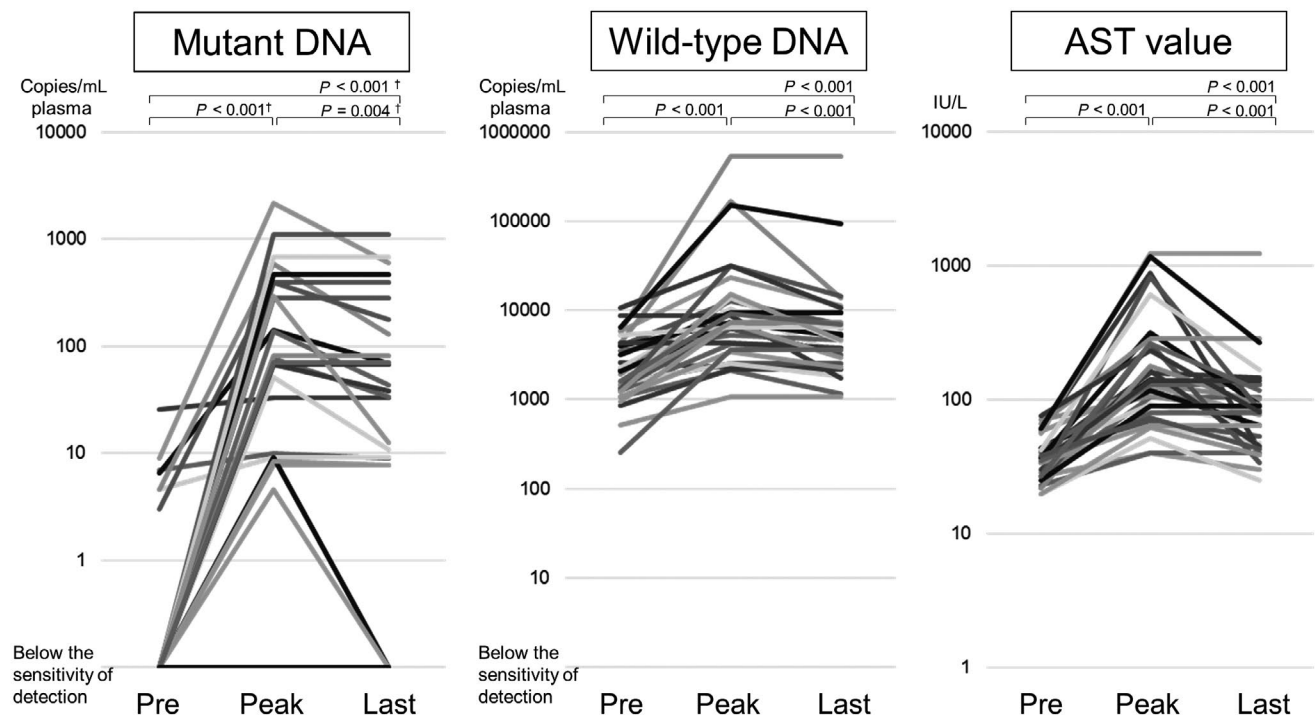 Mutant DNA
Copies/mL
plasma
P < 0.001 †
P < 0.001†
P = 0.004 †
10000
1000
100
10
1
Below the
sensitivity of
detection
Pre
Peak
Last
Wild-type DNA
Copies/mL
plasma
P < 0.001
P < 0.001
P < 0.001
1000000
100000
10000
1000
100
10
Below the
sensitivity of
detection
Pre
Peak
Last
AST value
IU/L
P < 0.001
P < 0.001
P < 0.001
10000
1000
100
10
1
Pre
Peak
Last